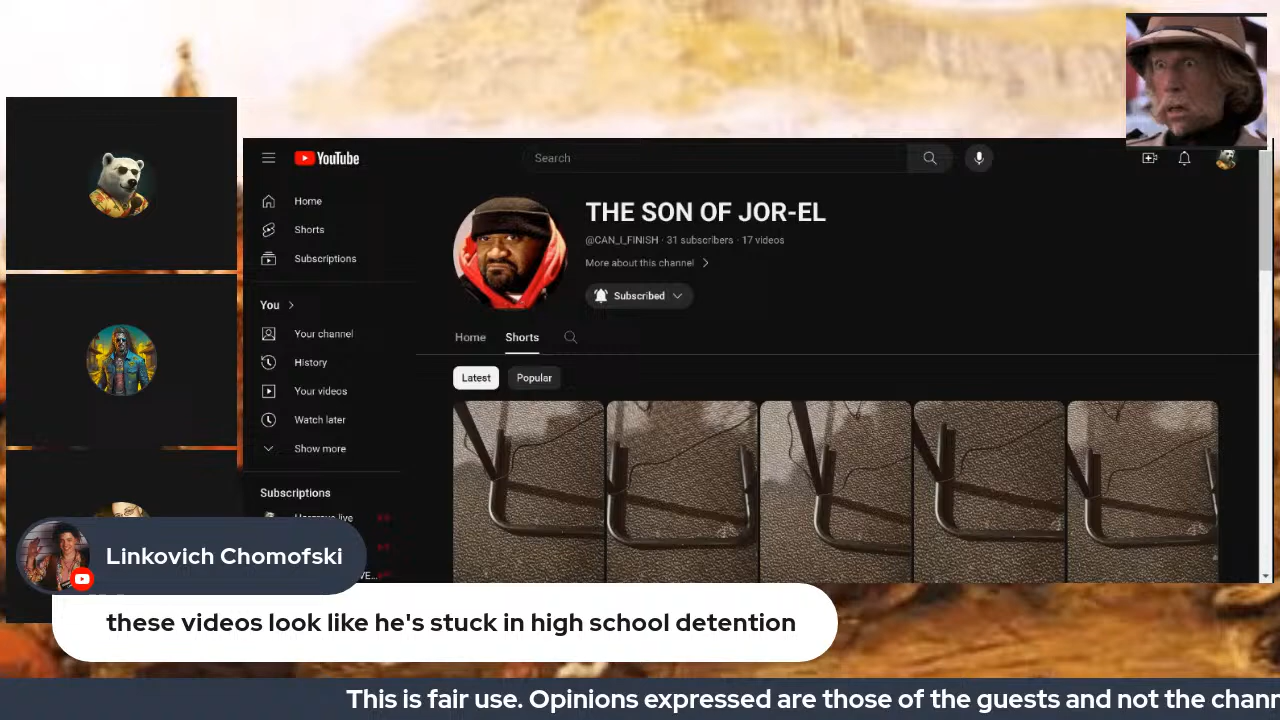 YouTube
Search
Home
Shorts
Subscriptions
You
Your channel
History
Your videos
Watch later
Show more
Subscriptions
live
THE SON OF JOR-EL
@CAN_I_FINISH · 31 subscribers · 17 videos
More about this channel
Subscribed
Home Shorts
Latest Popular
Linkovich Chomofski
these videos look like he's stuck in high school detention
This is fair use. Opinions expressed are those of the guests and not the chann